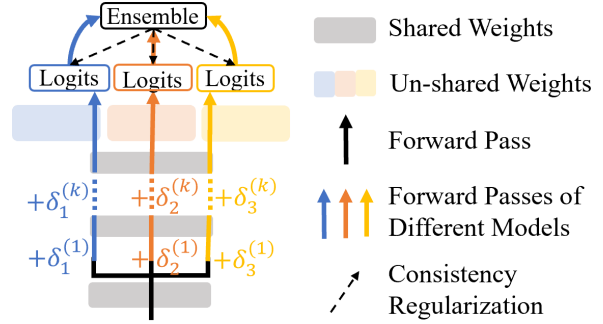 Ensemble
Logits Logits Logits
+δ₁⁽ᵏ⁾ +δ₂⁽ᵏ⁾ +δ₃⁽ᵏ⁾
+δ₁⁽¹⁾ +δ₂⁽¹⁾ +δ₃⁽¹⁾
Shared Weights
Un-shared Weights
Forward Pass
Forward Passes of
Different Models
Consistency
Regularization